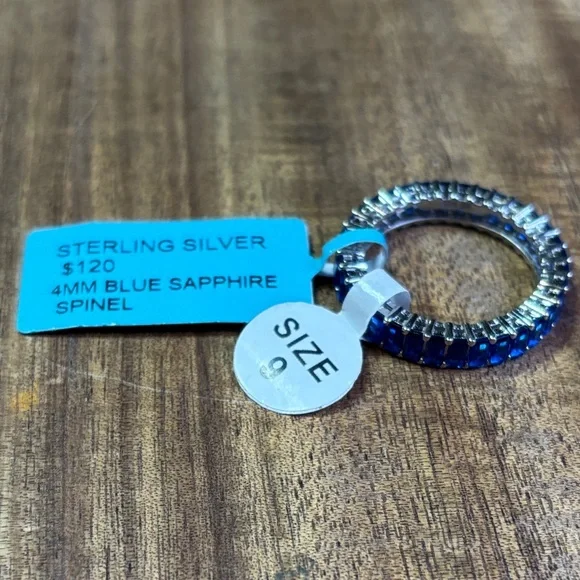 STERLING SILVER
$120
4MM BLUE SAPPHIRE
SPINEL
SIZE
9